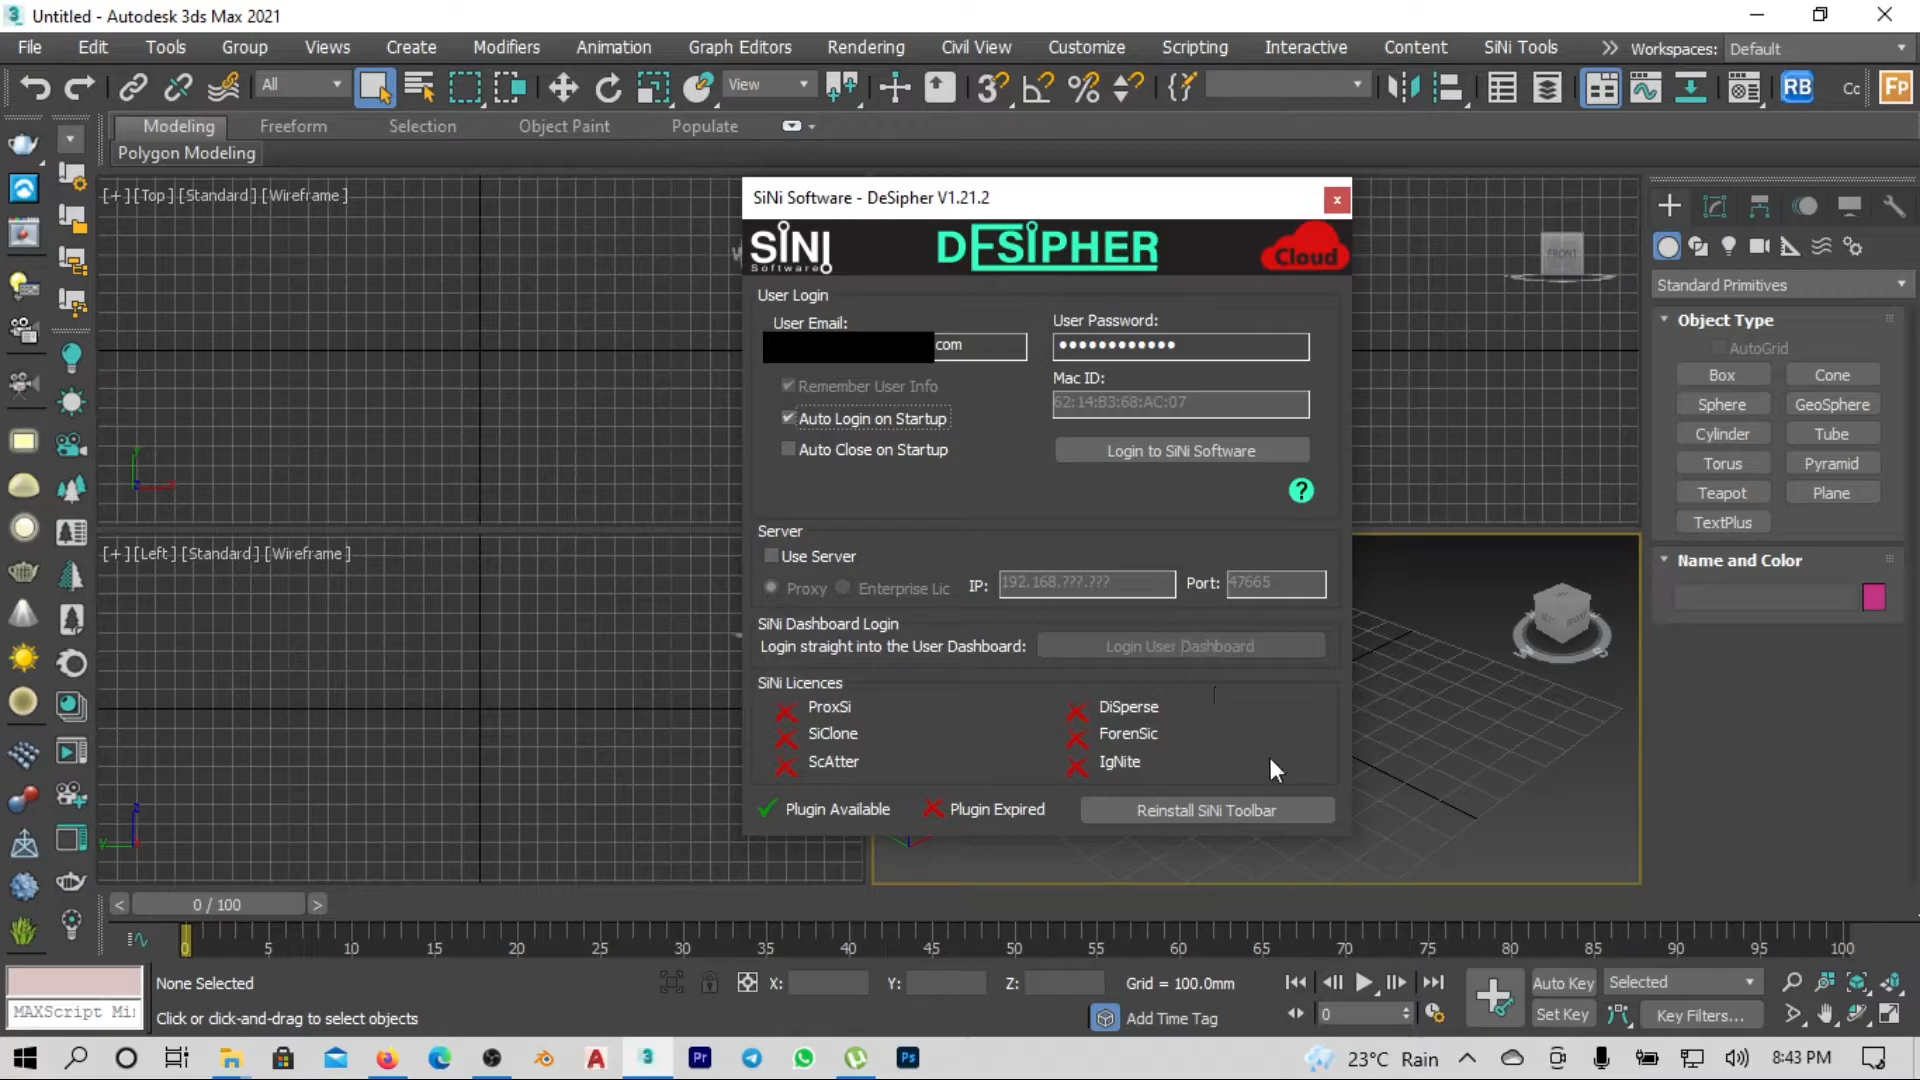 Untitled - Autodesk 3ds Max 2021
File Edit Tools Group Views Create Modifiers Animation Graph Editors Rendering Civil View Customize Scripting Interactive Content SiNi Tools Workspaces: Default
All View RB Fp
Modeling Freeform Selection Object Paint Populate
Polygon Modeling
[+] [Top] [Standard] [Wireframe]
FRONT
SiNi Software - DeSipher V1.21.2
SiNi Software
DESIPHER
Cloud
User Login
User Email:
com
User Password:
Remember User Info
Mac ID:
62:14:B3:68:AC:07
Auto Login on Startup
Auto Close on Startup
Login to SiNi Software
?
Server
Use Server
Proxy Enterprise Lic IP: 192.168.???.??? Port: 47665
SiNi Dashboard Login
Login straight into the User Dashboard: Login User Dashboard
SiNi Licences
ProxSi DiSperse
SiClone ForenSic
ScAtter IgNite
Plugin Available Plugin Expired Reinstall SiNi Toolbar
Standard Primitives
Object Type
AutoGrid
Box Cone
Sphere GeoSphere
Cylinder Tube
Torus Pyramid
Teapot Plane
TextPlus
Name and Color
[+] [Left] [Standard] [Wireframe]
< 0 / 100 >
0 5 10 15 20 25 30 35 40 45 50 55 60 65 70 75 80 85 90 95 100
None Selected X: Y: Z: Grid = 100.0mm Auto Key Selected
MAXScript Mi
Click or click-and-drag to select objects Add Time Tag 0 Set Key Key Filters...
23°C Rain 8:43 PM